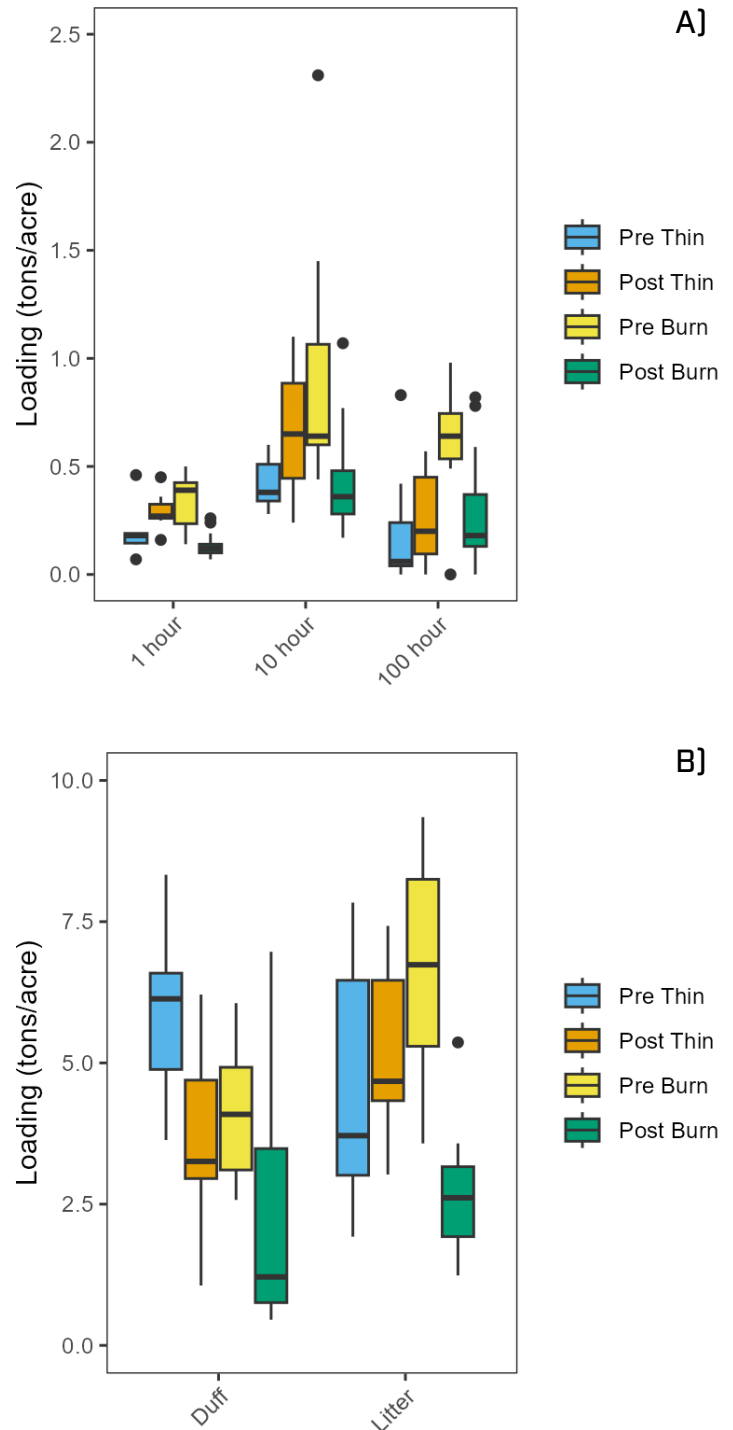 A)
2.5
2.0
1.5
1.0
0.5
0.0
Loading (tons/acre)
1 hour
10 hour
100 hour
Pre Thin
Post Thin
Pre Burn
Post Burn
B)
10.0
7.5
5.0
2.5
0.0
Loading (tons/acre)
Duff
Litter
Pre Thin
Post Thin
Pre Burn
Post Burn